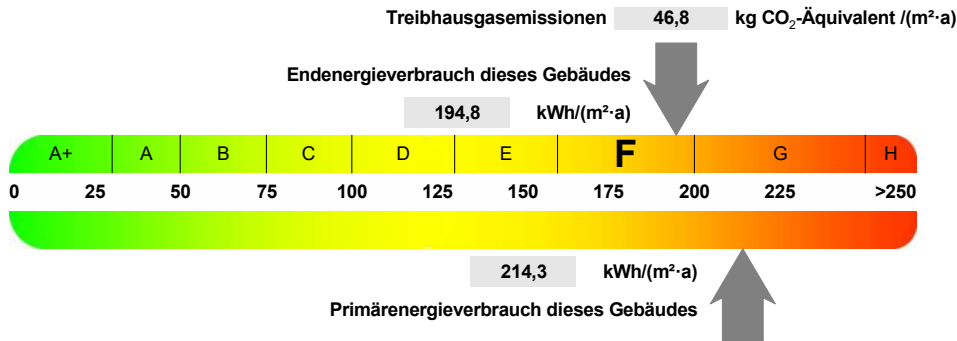 Treibhausgasemissionen 46,8 kg CO₂-Äquivalent /(m²·a)
Endenergieverbrauch dieses Gebäudes
194,8 kWh/(m²·a)
A+ A B C D E F G H
0 25 50 75 100 125 150 175 200 225 >250
214,3 kWh/(m²·a)
Primärenergieverbrauch dieses Gebäudes